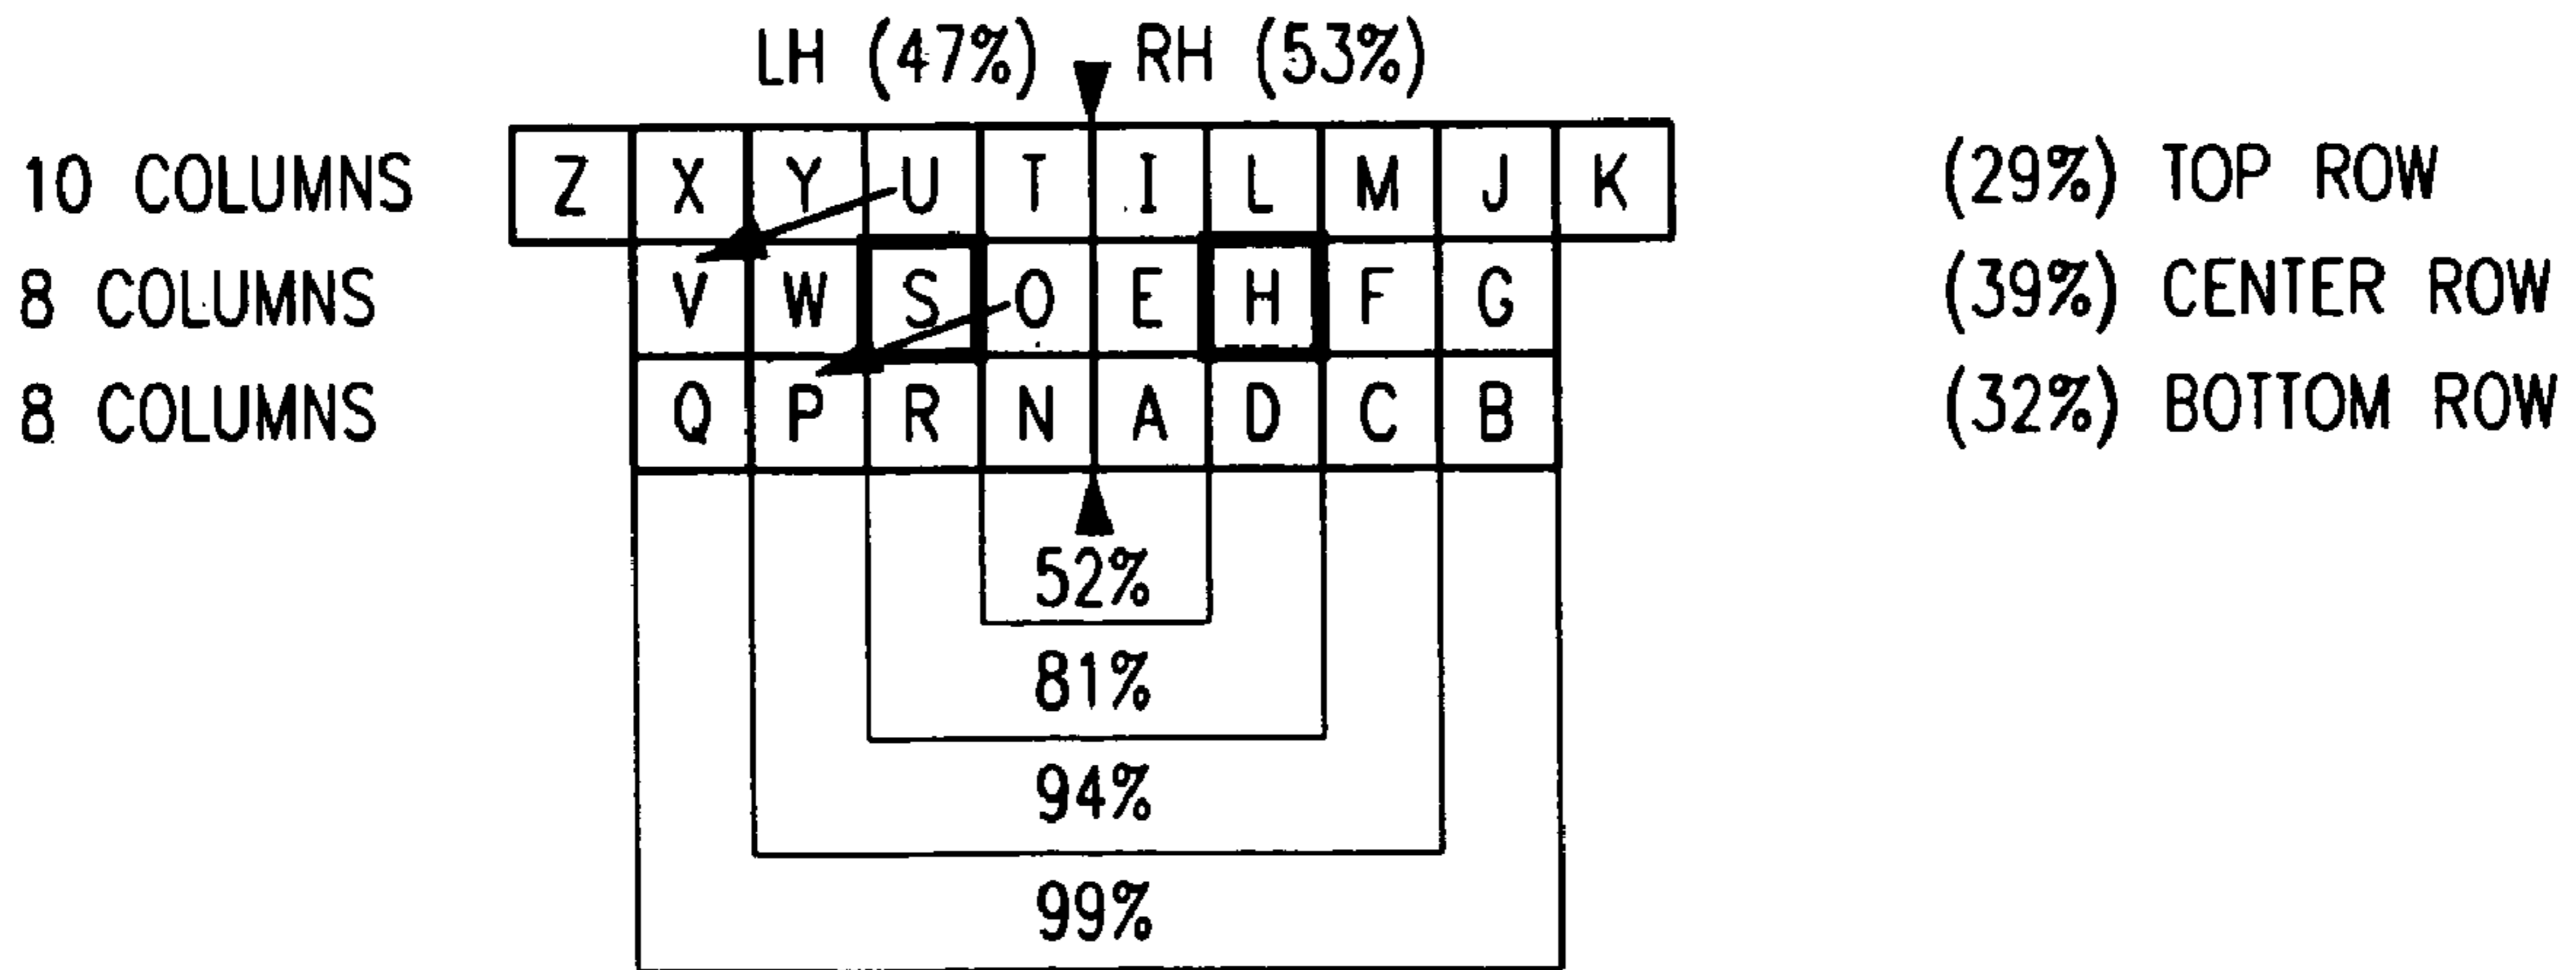 LH (47%) RH (53%)
10 COLUMNS Z X Y U T I L M J K (29%) TOP ROW
8 COLUMNS V W S O E H F G (39%) CENTER ROW
8 COLUMNS Q P R N A D C B (32%) BOTTOM ROW
52%
81%
94%
99%